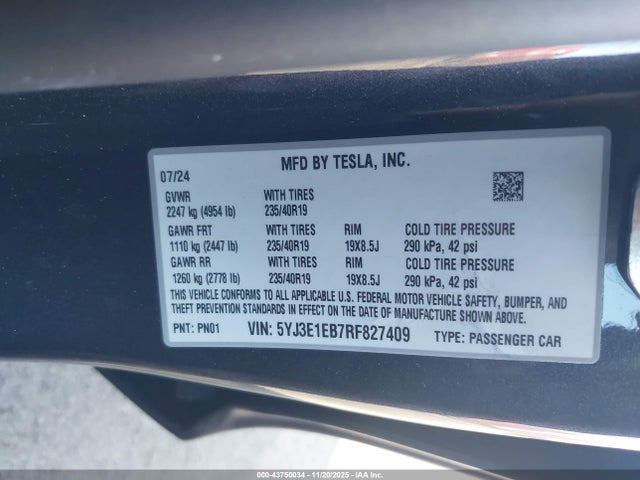 MFD BY TESLA, INC.
07/24
GVWR WITH TIRES
2247 kg (4954 lb) 235/40R19
GAWR FRT WITH TIRES RIM COLD TIRE PRESSURE
1110 kg (2447 lb) 235/40R19 19X8.5J 290 kPa, 42 psi
GAWR RR WITH TIRES RIM COLD TIRE PRESSURE
1260 kg (2778 lb) 235/40R19 19X8.5J 290 kPa, 42 psi
THIS VEHICLE CONFORMS TO ALL APPLICABLE U.S. FEDERAL MOTOR VEHICLE SAFETY, BUMPER, AND
THEFT PREVENTION STANDARDS IN EFFECT ON THE DATE OF MANUFACTURE SHOWN ABOVE.
PNT: PN01 VIN: 5YJ3E1EB7RF827409 TYPE: PASSENGER CAR
000-43750034 - 11/20/2025 - IAAI.COM